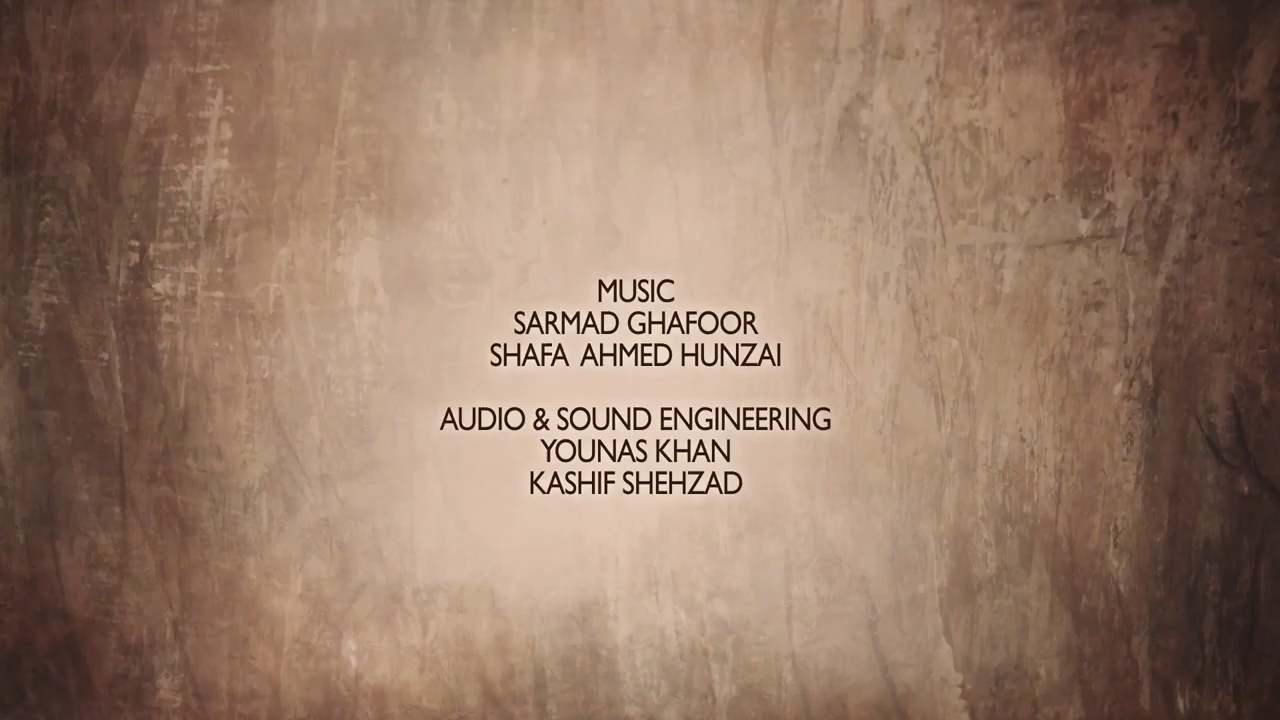 MUSIC
SARMAD GHAFOOR
SHAFA AHMED HUNZAI
AUDIO & SOUND ENGINEERING
YOUNAS KHAN
KASHIF SHEHZAD